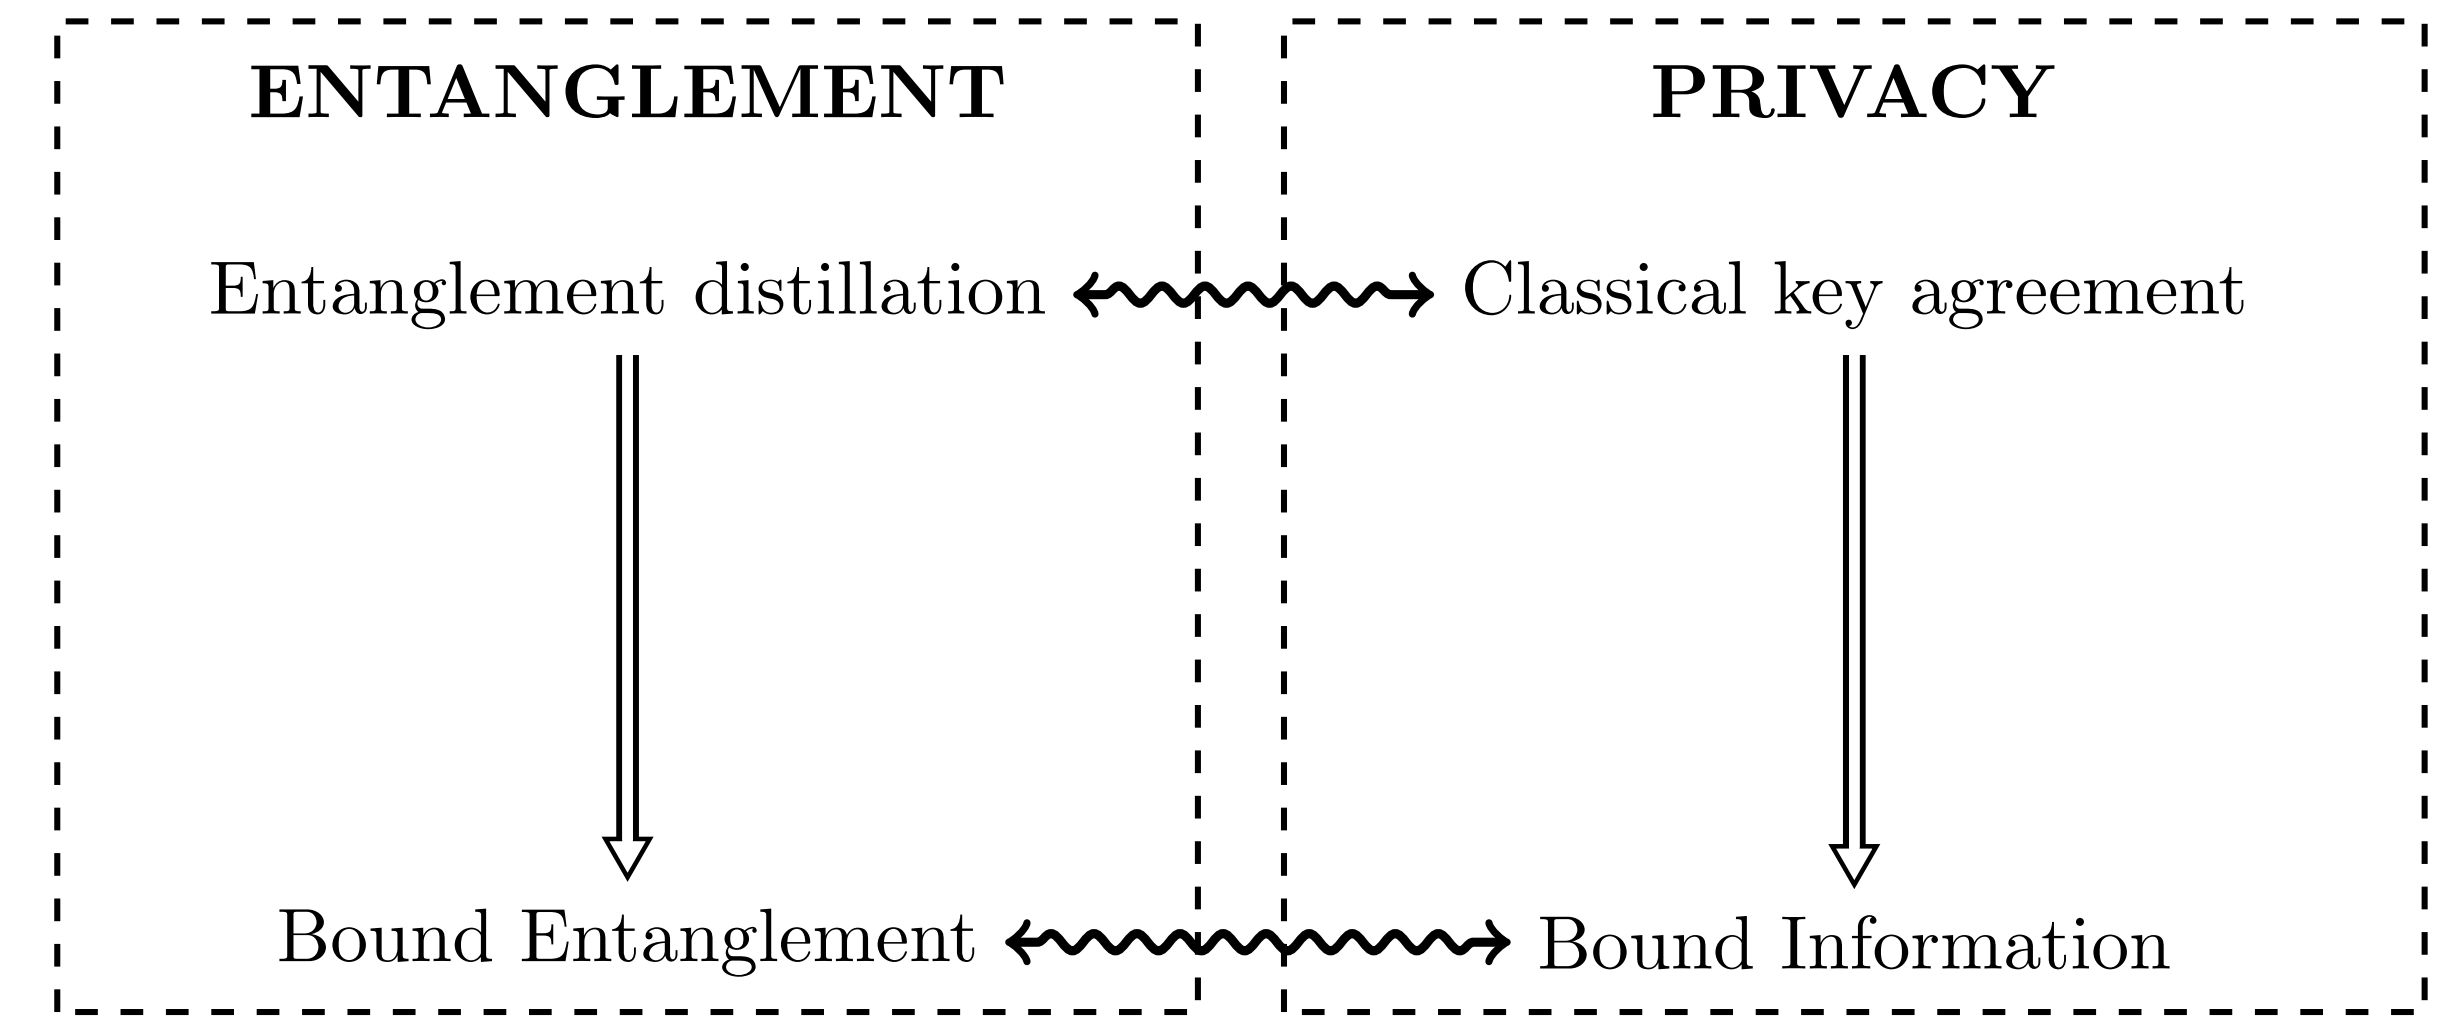 ENTANGLEMENT
PRIVACY
Entanglement distillation
Classical key agreement
Bound Entanglement
Bound Information